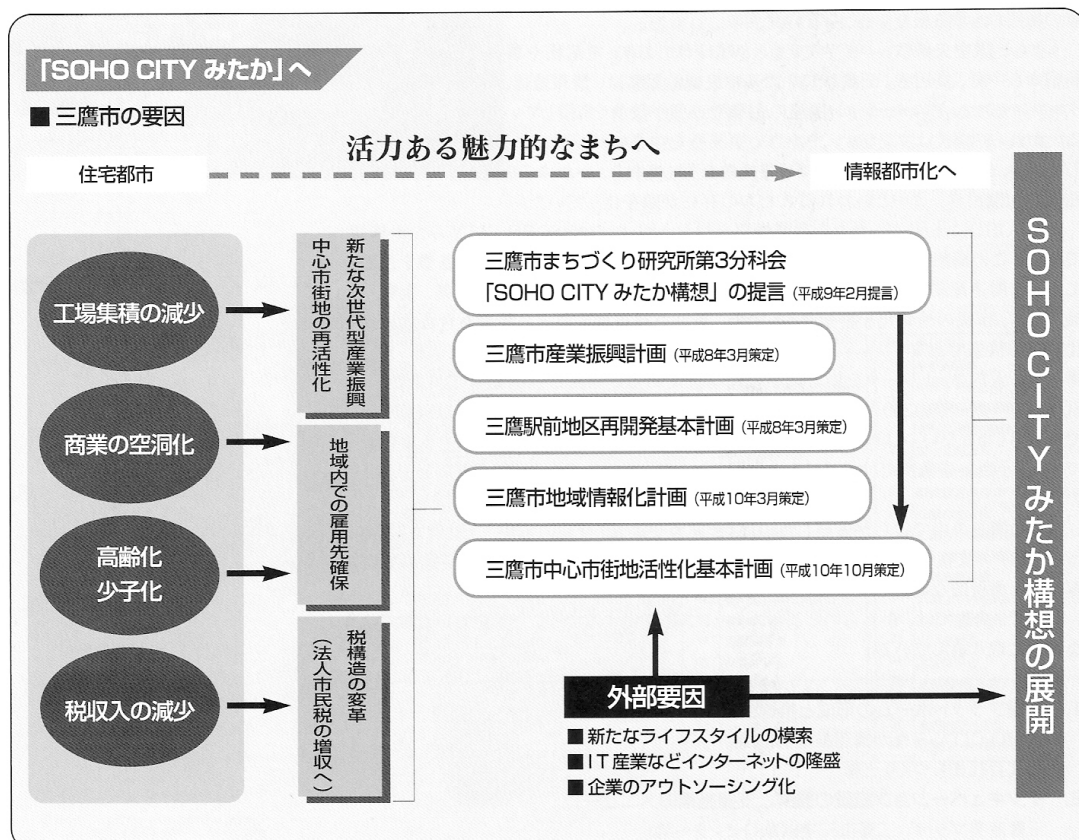 「SOHO CITY みたか」へ
■ 三鷹市の要因
活力ある魅力的なまちへ
住宅都市
情報都市化へ
工場集積の減少
商業の空洞化
高齢化
少子化
税収入の減少
新たな次世代型産業振興
中心市街地の再活性化
地域内での雇用先確保
税構造の変革
(法人市民税の増収へ)
三鷹市まちづくり研究所第3分科会
「SOHO CITY みたか構想」の提言 (平成9年2月提言)
三鷹市産業振興計画 (平成8年3月策定)
三鷹駅前地区再開発基本計画 (平成8年3月策定)
三鷹市地域情報化計画 (平成10年3月策定)
三鷹市中心市街地活性化基本計画 (平成10年10月策定)
外部要因
■ 新たなライフスタイルの模索
■ IT産業などインターネットの隆盛
■ 企業のアウトソーシング化
SOHO CITY みたか構想の展開